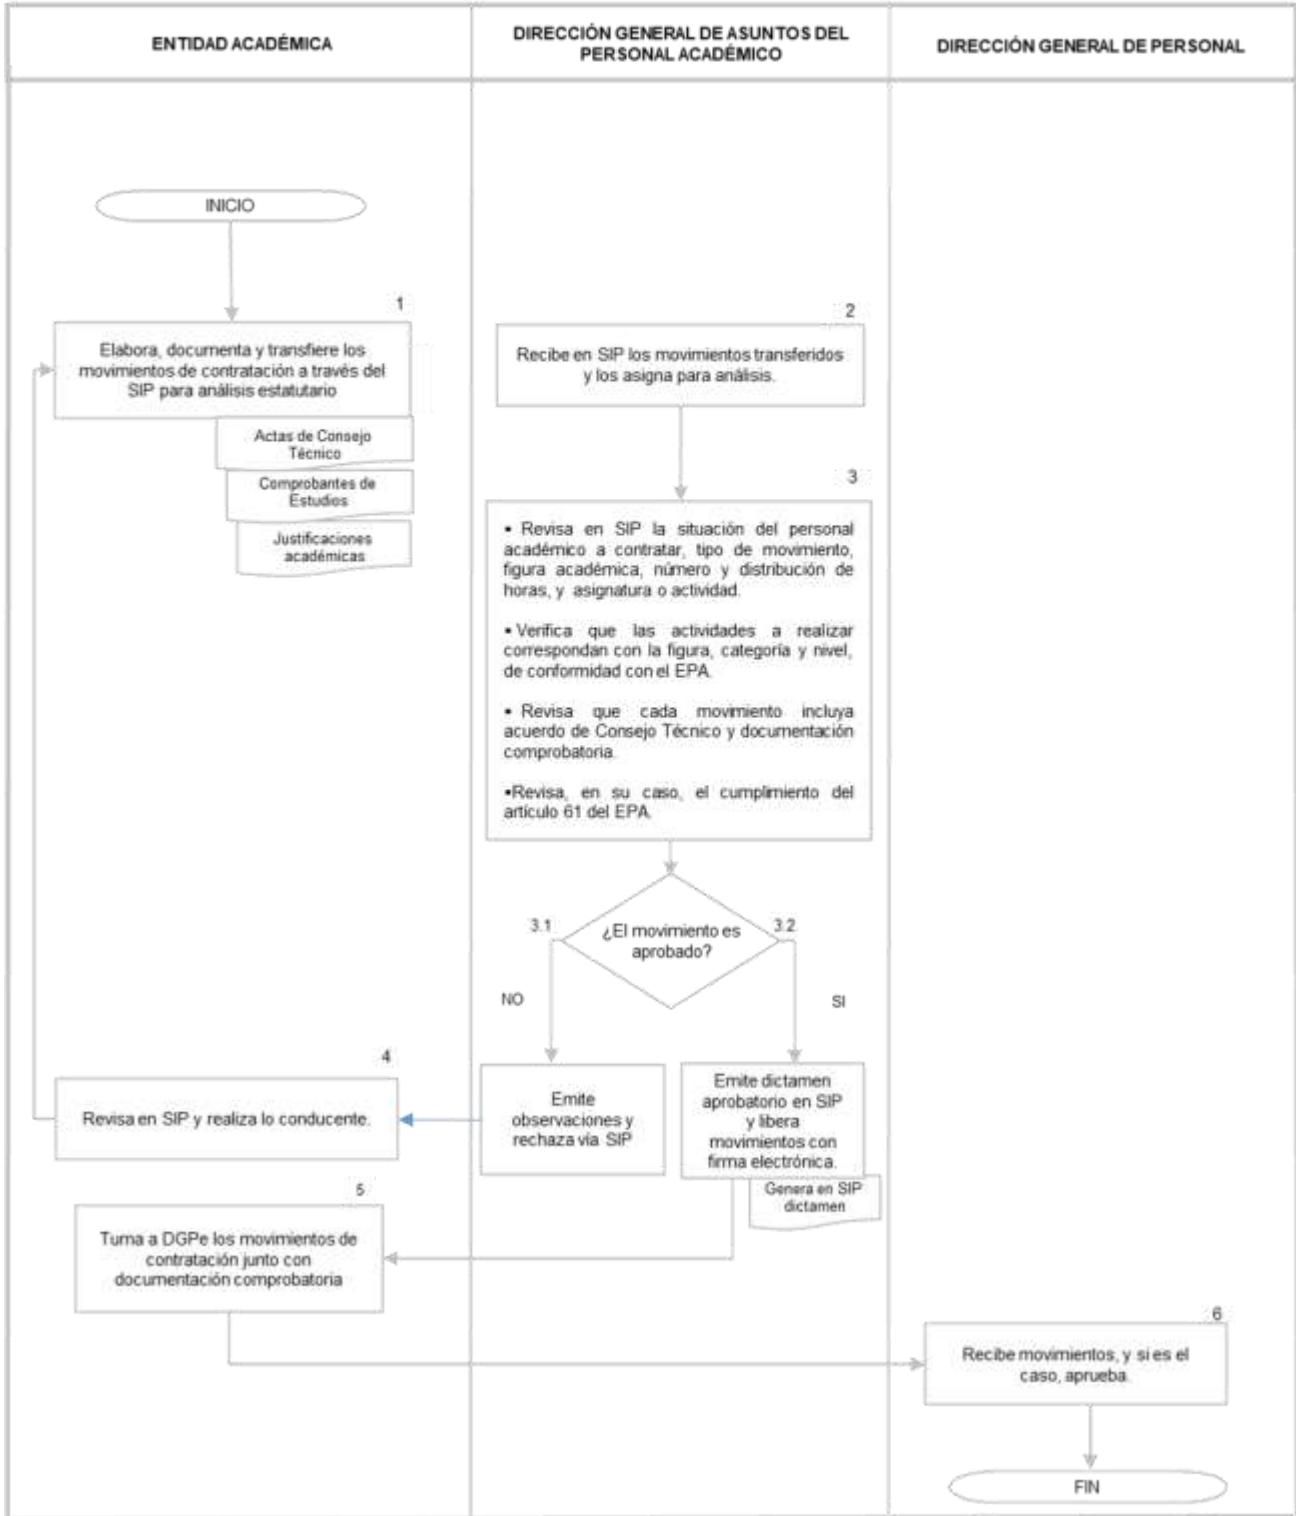 ENTIDAD ACADÉMICA
DIRECCIÓN GENERAL DE ASUNTOS DEL
PERSONAL ACADÉMICO
DIRECCIÓN GENERAL DE PERSONAL
INICIO
1
Elabora, documenta y transfiere los
movimientos de contratación a través del
SIP para análisis estatutario
Actas de Consejo
Técnico
Comprobantes de
Estudios
Justificaciones
académicas
2
Recibe en SIP los movimientos transferidos
y los asigna para análisis.
3
▪ Revisa en SIP la situación del personal
académico a contratar, tipo de movimiento,
figura académica, número y distribución de
horas, y asignatura o actividad.
▪ Verifica que las actividades a realizar
correspondan con la figura, categoría y nivel,
de conformidad con el EPA.
▪ Revisa que cada movimiento incluya
acuerdo de Consejo Técnico y documentación
comprobatoria.
▪Revisa, en su caso, el cumplimiento del
artículo 61 del EPA.
3.1
¿El movimiento es
aprobado?
3.2
NO
SI
4
Revisa en SIP y realiza lo conducente.
Emite
observaciones y
rechaza vía SIP
Emite dictamen
aprobatorio en SIP
y libera
movimientos con
firma electrónica.
Genera en SIP
dictamen
5
Turna a DGPe los movimientos de
contratación junto con
documentación comprobatoria
6
Recibe movimientos, y si es el
caso, aprueba.
FIN